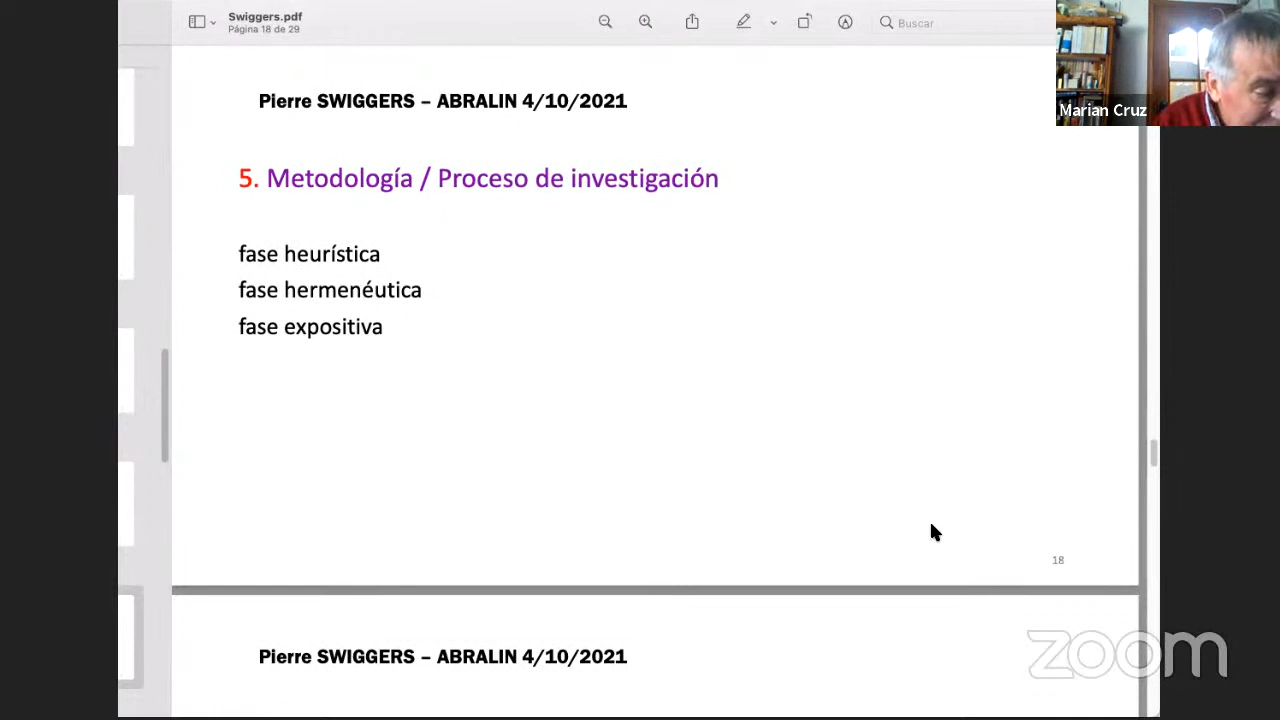 Swiggers.pdf
Página 18 de 29
Buscar
Marian Cruz
Pierre SWIGGERS – ABRALIN 4/10/2021
5. Metodología / Proceso de investigación
fase heurística
fase hermenéutica
fase expositiva
18
Pierre SWIGGERS – ABRALIN 4/10/2021
zoom